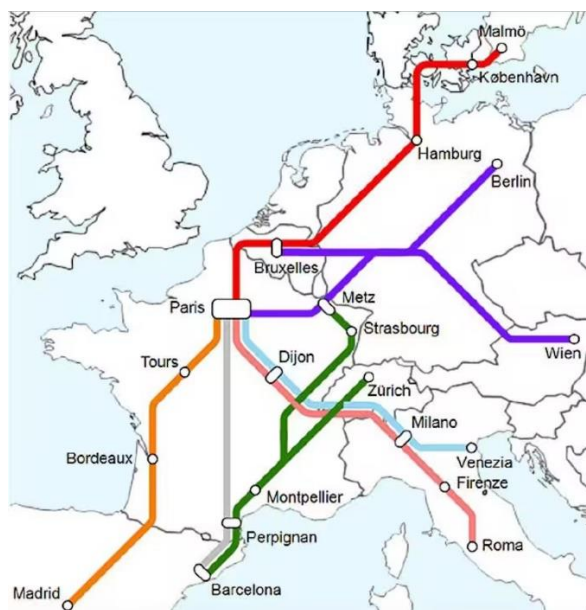 Malmö
København
Hamburg
Berlin
Bruxelles
Paris
Metz
Strasbourg
Wien
Tours
Dijon
Zürich
Milano
Bordeaux
Venezia
Firenze
Montpellier
Perpignan
Roma
Madrid
Barcelona